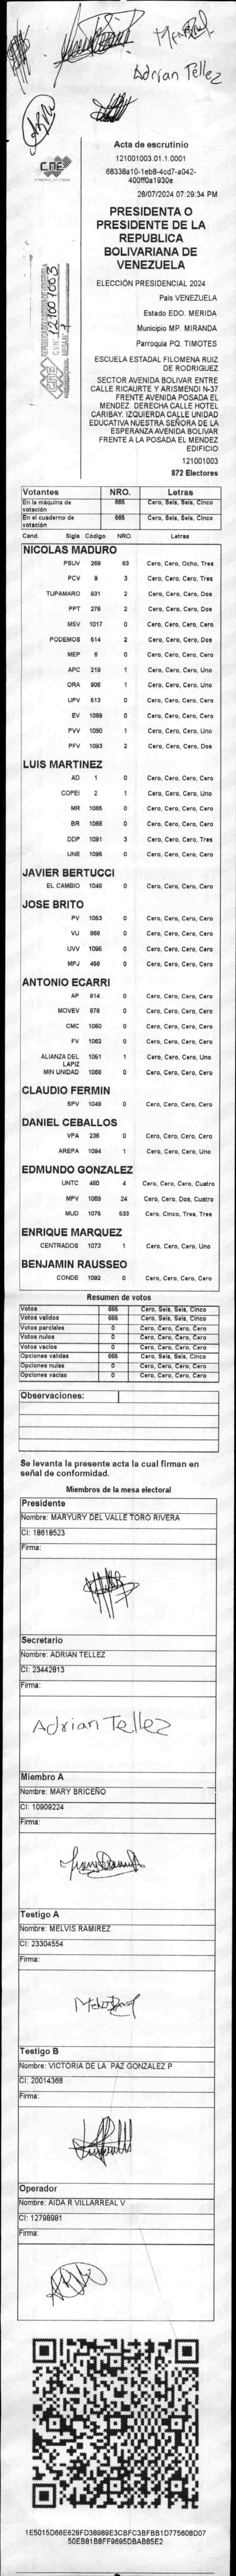 Adrian Tellez
CNE
Acta de escrutinio
121001003.01.1.0001
68338a10-1eb8-4cd7-a042-
400ff0a1930e
28/07/2024 07:29:34 PM
PRESIDENTA O
PRESIDENTE DE LA
REPUBLICA
BOLIVARIANA DE
VENEZUELA
ELECCIÓN PRESIDENCIAL 2024
País VENEZUELA
Estado EDO. MERIDA
Municipio MP. MIRANDA
Parroquia PQ. TIMOTES
ESCUELA ESTADAL FILOMENA RUIZ
DE RODRIGUEZ
SECTOR AVENIDA BOLIVAR ENTRE
CALLE RICAURTE Y ARISMENDI N-37
FRENTE AVENIDA POSADA EL
MENDEZ DERECHA CALLE HOTEL
CARIBAY. IZQUIERDA CALLE UNIDAD
EDUCATIVA NUESTRA SEÑORA DE LA
ESPERANZA AVENIDA BOLIVAR
FRENTE A LA POSADA EL MENDEZ
EDIFICIO
121001003
872 Electores
Votantes NRO. Letras
En la máquina de votación 665 Cero, Seis, Seis, Cinco
En el cuaderno de votación 665 Cero, Seis, Seis, Cinco
Cand. Sigla Código NRO. Letras
NICOLAS MADURO
PSUV 269 83 Cero, Cero, Ocho, Tres
PCV 9 3 Cero, Cero, Cero, Tres
TUPAMARO 931 2 Cero, Cero, Cero, Dos
PPT 276 2 Cero, Cero, Cero, Dos
MSV 1017 0 Cero, Cero, Cero, Cero
PODEMOS 514 2 Cero, Cero, Cero, Dos
MEP 6 0 Cero, Cero, Cero, Cero
APC 219 1 Cero, Cero, Cero, Uno
ORA 906 1 Cero, Cero, Cero, Uno
UPV 613 0 Cero, Cero, Cero, Cero
EV 1089 0 Cero, Cero, Cero, Cero
PVV 1090 1 Cero, Cero, Cero, Uno
PFV 1093 2 Cero, Cero, Cero, Dos
LUIS MARTINEZ
AD 1 0 Cero, Cero, Cero, Cero
COPEI 2 1 Cero, Cero, Cero, Uno
MR 1065 0 Cero, Cero, Cero, Cero
BR 1066 0 Cero, Cero, Cero, Cero
DDP 1091 3 Cero, Cero, Cero, Tres
UNE 1095 0 Cero, Cero, Cero, Cero
JAVIER BERTUCCI
EL CAMBIO 1048 0 Cero, Cero, Cero, Cero
JOSE BRITO
PV 1053 0 Cero, Cero, Cero, Cero
VU 868 0 Cero, Cero, Cero, Cero
UVV 1096 0 Cero, Cero, Cero, Cero
MPJ 458 0 Cero, Cero, Cero, Cero
ANTONIO ECARRI
AP 814 0 Cero, Cero, Cero, Cero
MOVEV 878 0 Cero, Cero, Cero, Cero
CMC 1060 0 Cero, Cero, Cero, Cero
FV 1062 0 Cero, Cero, Cero, Cero
ALIANZA DEL LAPIZ 1051 1 Cero, Cero, Cero, Uno
MIN UNIDAD 1068 0 Cero, Cero, Cero, Cero
CLAUDIO FERMIN
SPV 1049 0 Cero, Cero, Cero, Cero
DANIEL CEBALLOS
VPA 236 0 Cero, Cero, Cero, Cero
AREPA 1094 1 Cero, Cero, Cero, Uno
EDMUNDO GONZALEZ
UNTC 460 4 Cero, Cero, Cero, Cuatro
MPV 1069 24 Cero, Cero, Dos, Cuatro
MUD 1075 533 Cero, Cinco, Tres, Tres
ENRIQUE MARQUEZ
CENTRADOS 1073 1 Cero, Cero, Cero, Uno
BENJAMIN RAUSSEO
CONDE 1092 0 Cero, Cero, Cero, Cero
Resumen de votos
Votos 665 Cero, Seis, Seis, Cinco
Votos validos 665 Cero, Seis, Seis, Cinco
Votos parciales 0 Cero, Cero, Cero, Cero
Votos nulos 0 Cero, Cero, Cero, Cero
Votos vacios 0 Cero, Cero, Cero, Cero
Opciones validas 665 Cero, Seis, Seis, Cinco
Opciones nulas 0 Cero, Cero, Cero, Cero
Opciones vacias 0 Cero, Cero, Cero, Cero
Observaciones:
Se levanta la presente acta la cual firman en
señal de conformidad.
Miembros de la mesa electoral
Presidente
Nombre: MARYURY DEL VALLE TORO RIVERA
CI: 18618523
Firma:
Secretario
Nombre: ADRIAN TELLEZ
CI: 23442813
Firma:
Adrian Tellez
Miembro A
Nombre: MARY BRICEÑO
CI: 10909224
Firma:
Testigo A
Nombre: MELVIS RAMIREZ
CI: 23304554
Firma:
Testigo B
Nombre: VICTORIA DE LA PAZ GONZALEZ P
CI: 20014368
Firma:
Operador
Nombre: AIDA R VILLARREAL V
CI: 12798981
Firma:
1E5015D66E628FD38989E3CBFC3BFBB1D775608D07
50EB81B8FF9695DBAB85E2